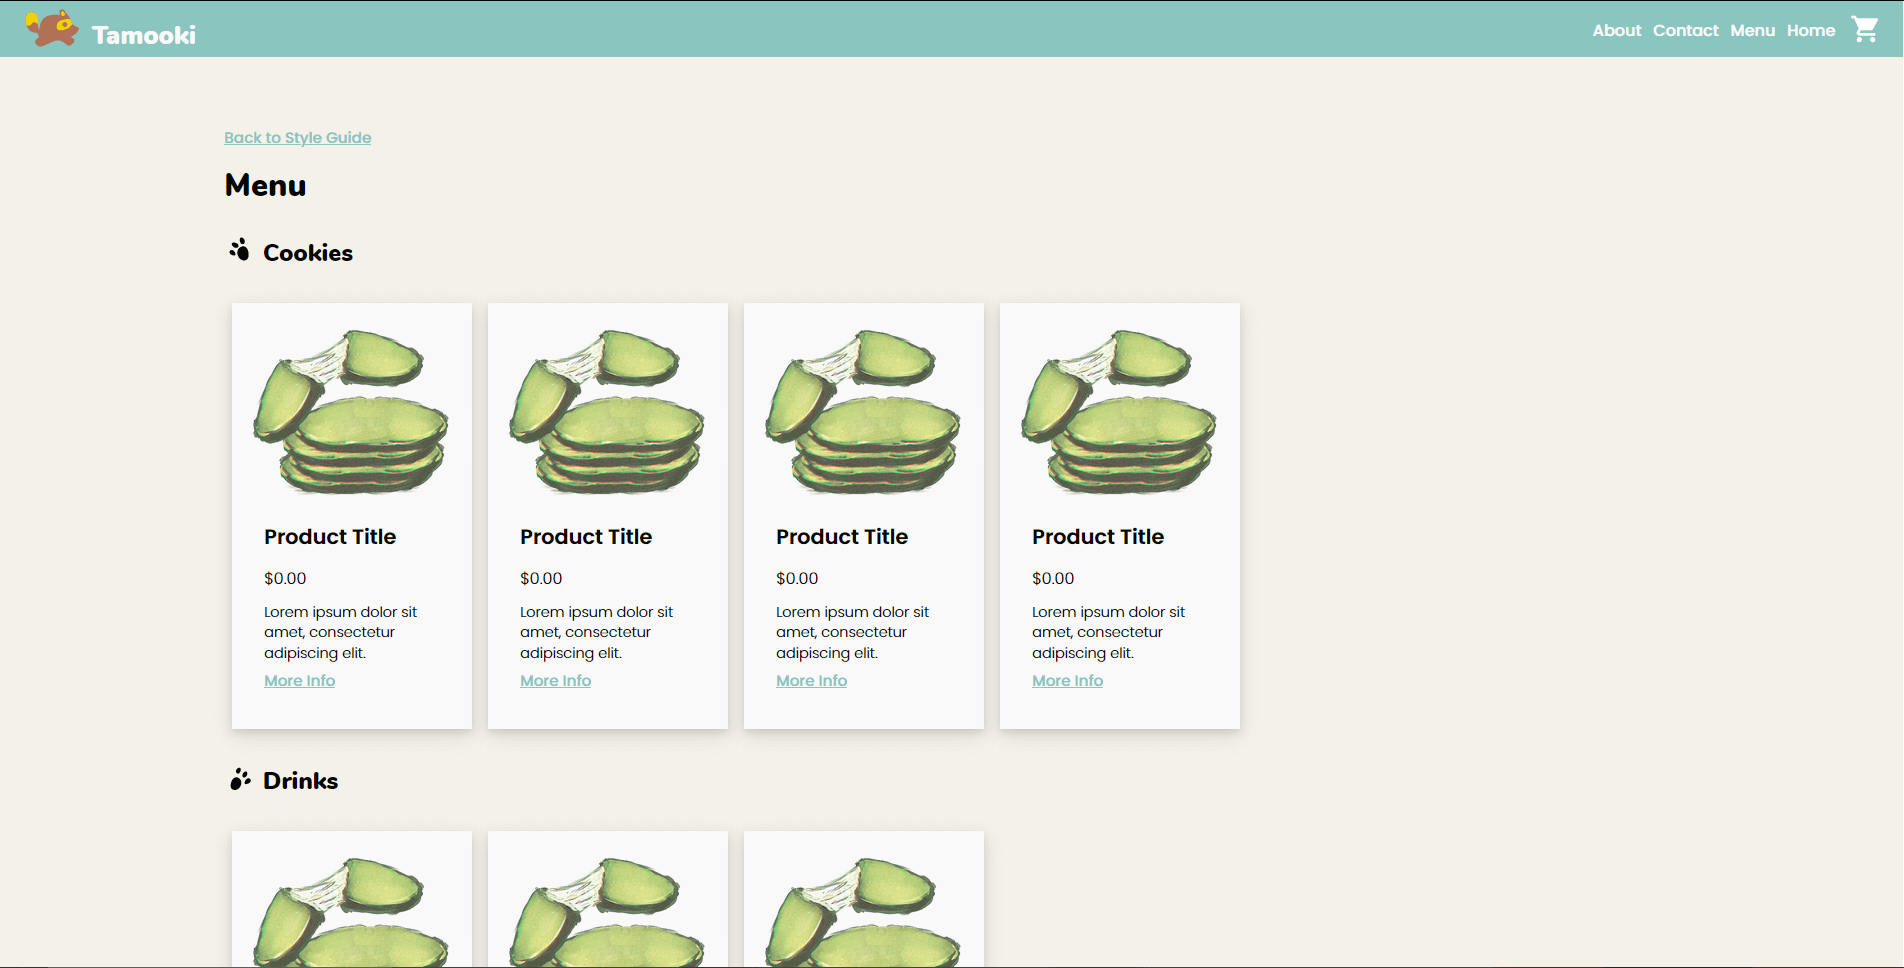 Tamooki
About Contact Menu Home
Back to Style Guide
Menu
Cookies
Product Title
$0.00
Lorem ipsum dolor sit
amet, consectetur
adipiscing elit.
More Info
Product Title
$0.00
Lorem ipsum dolor sit
amet, consectetur
adipiscing elit.
More Info
Product Title
$0.00
Lorem ipsum dolor sit
amet, consectetur
adipiscing elit.
More Info
Product Title
$0.00
Lorem ipsum dolor sit
amet, consectetur
adipiscing elit.
More Info
Drinks